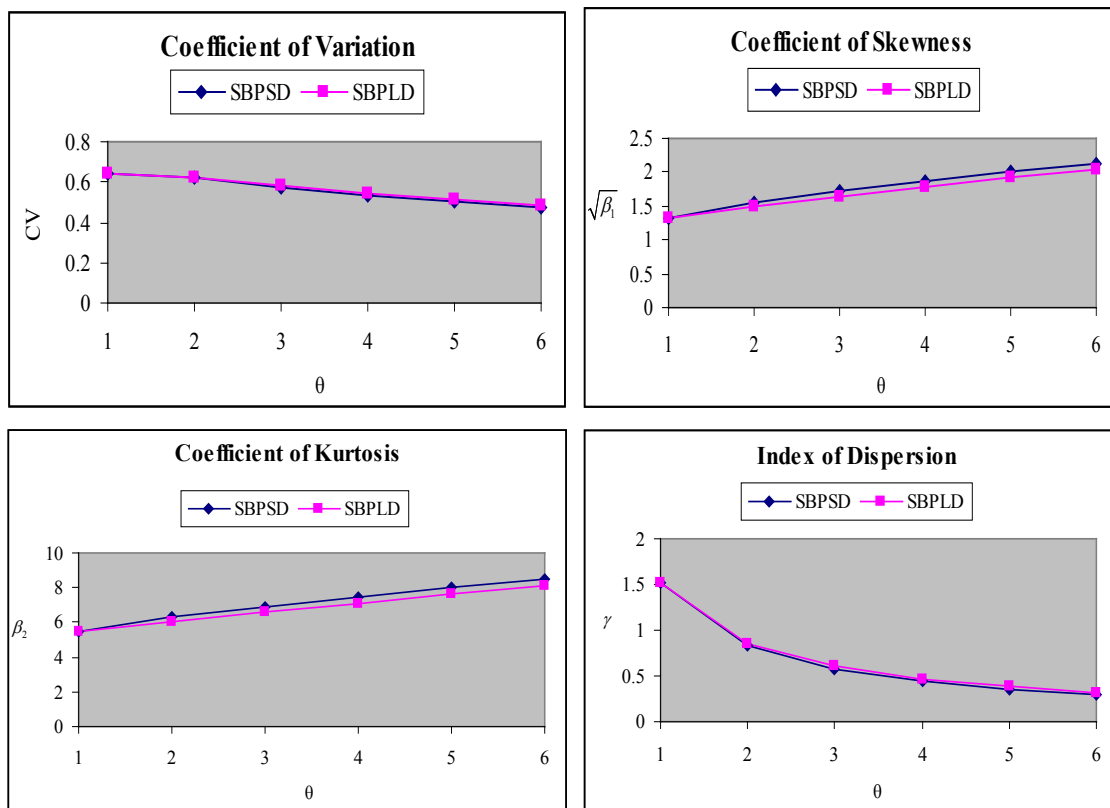 Coefficient of Variation
SBPSD SBPLD
0.8
0.6
0.4
0.2
0
CV
1 2 3 4 5 6
θ
Coefficient of Skewness
SBPSD SBPLD
2.5
2
1.5
1
0.5
0
√β₁
1 2 3 4 5 6
θ
Coefficient of Kurtosis
SBPSD SBPLD
10
8
6
4
2
0
β₂
1 2 3 4 5 6
θ
Index of Dispersion
SBPSD SBPLD
2
1.5
1
0.5
0
γ
1 2 3 4 5 6
θ